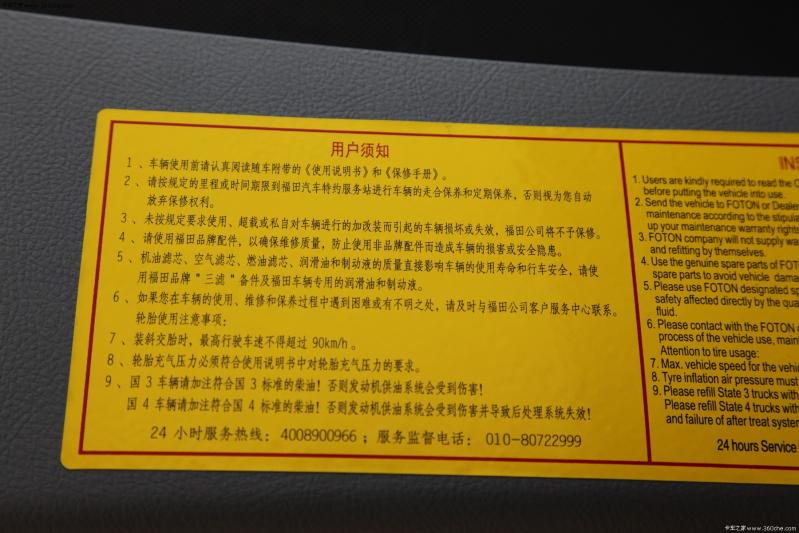 卡车之家 www.360che.com
用户须知
1、车辆使用前请认真阅读随车附带的《使用说明书》和《保修手册》。
2、请按规定的里程或时间期限到福田汽车特约服务站进行车辆的走合保养和定期保养，否则视为您自动
放弃保修权利。
3、未按规定要求使用、超载或私自对车辆进行的加改装而引起的车辆损坏或失效，福田公司将不予保修。
4、请使用福田品牌配件，以确保维修质量，防止使用非品牌配件而造成车辆的损害或安全隐患。
5、机油滤芯、空气滤芯、燃油滤芯、润滑油和制动液的质量直接影响车辆的使用寿命和行车安全，请使
用福田品牌"三滤"备件及福田车辆专用的润滑油和制动液。
6、如果您在车辆的使用、维修和保养过程中遇到困难或有不明之处，请及时与福田公司客户服务中心联系。
轮胎使用注意事项：
7、装斜交胎时，最高行驶车速不得超过 90km/h。
8、轮胎充气压力必须符合使用说明书中对轮胎充气压力的要求。
9、国3车辆请加注符合国3标准的柴油！否则发动机供油系统会受到伤害！
国4车辆请加注符合国4标准的柴油！否则发动机供油系统会受到伤害并导致后处理系统失效！
24 小时服务热线：4008900966；服务监督电话：010-80722999
INS
1. Users are kindly required to read the O
before putting the vehicle into use.
2. Send the vehicle to FOTON or Dealer
maintenance according to the stipula
up your maintenance warranty rights
3. FOTON company will not supply wa
and refitting by themselves.
4. Use the genuine spare parts of FOT
spare parts to avoid vehicle dama
5. Please use FOTON designated s
safety affected directly by the qua
fluid.
6. Please contact with the FOTON
process of the vehicle use, main
Attention to tire usage:
7. Max. vehicle speed for the vehic
8. Tyre inflation air pressure must
9. Please refill State 3 trucks with
Please refill State 4 trucks with
and failure of after treat system
24 hours Service
卡车之家 www.360che.com